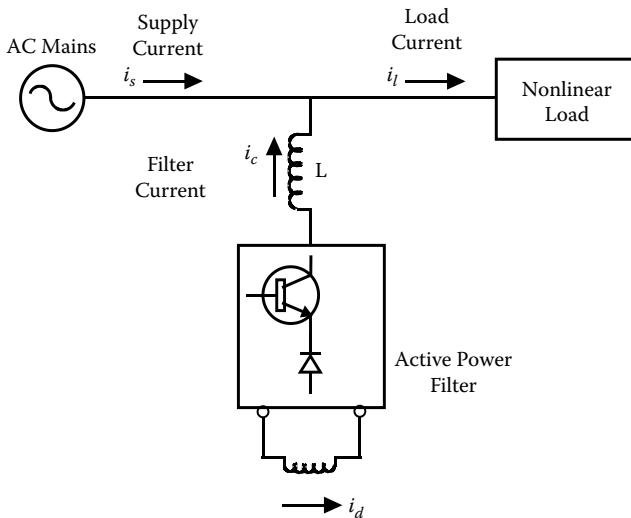 AC Mains
Supply
Current
i_s
Load
Current
i_l
Nonlinear
Load
Filter
Current
i_c
L
Active Power
Filter
i_d